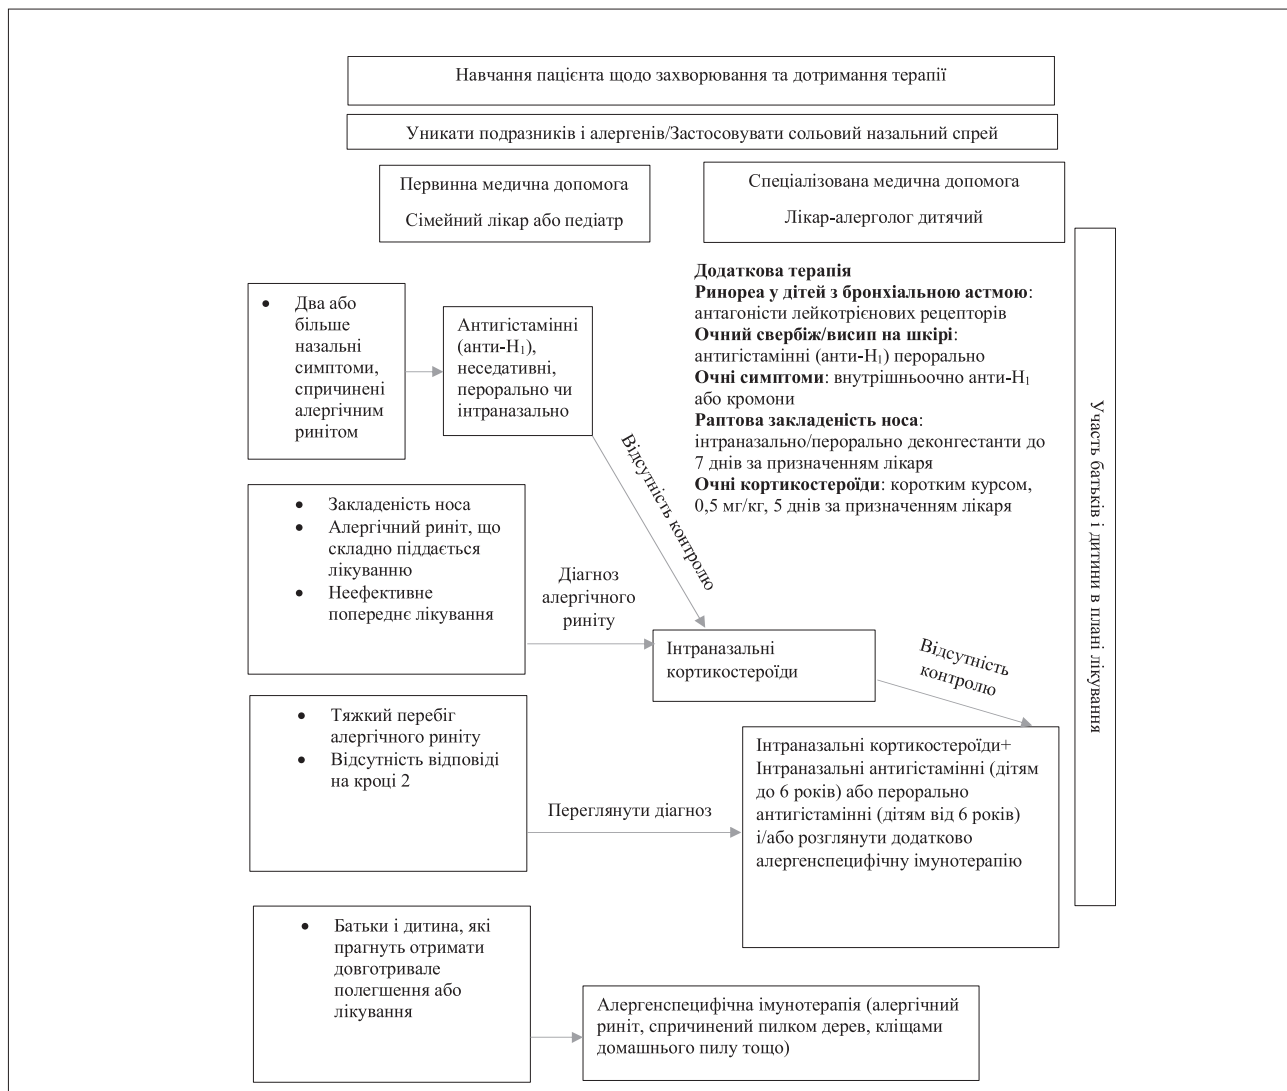 Навчання пацієнта щодо захворювання та дотримання терапії
Уникати подразників і алергенів/Застосовувати сольовий назальний спрей
Первинна медична допомога
Сімейний лікар або педіатр
Спеціалізована медична допомога
Лікар-алерголог дитячий
Додаткова терапія
Ринорея у дітей з бронхіальною астмою:
антагоністи лейкотрієнових рецепторів
Очний свербіж/висип на шкірі:
антигістамінні (анти-H₁) перорально
Очні симптоми: внутрішньоочно анти-H₁
або кромони
Раптова закладеність носа:
інтраназально/перорально деконгестанти до
7 днів за призначенням лікаря
Очні кортикостероїди: коротким курсом,
0,5 мг/кг, 5 днів за призначенням лікаря
Участь батьків і дитини в плані лікування
• Два або
більше
назальні
симптоми,
спричинені
алергічним
ринітом
Антигістамінні
(анти-H₁),
неседативні,
перорально чи
інтраназально
Відсутність контролю
• Закладеність носа
• Алергічний риніт, що
складно піддається
лікуванню
• Неефективне
попереднє лікування
Діагноз
алергічного
риніту
Інтраназальні
кортикостероїди
Відсутність
контролю
• Тяжкий перебіг
алергічного риніту
• Відсутність відповіді
на кроці 2
Переглянути діагноз
Інтраназальні кортикостероїди+
Інтраназальні антигістамінні (дітям
до 6 років) або перорально
антигістамінні (дітям від 6 років)
і/або розглянути додатково
алергенспецифічну імунотерапію
• Батьки і дитина, які
прагнуть отримати
довготривале
полегшення або
лікування
Алергенспецифічна імунотерапія (алергічний
риніт, спричинений пилком дерев, кліщами
домашнього пилу тощо)